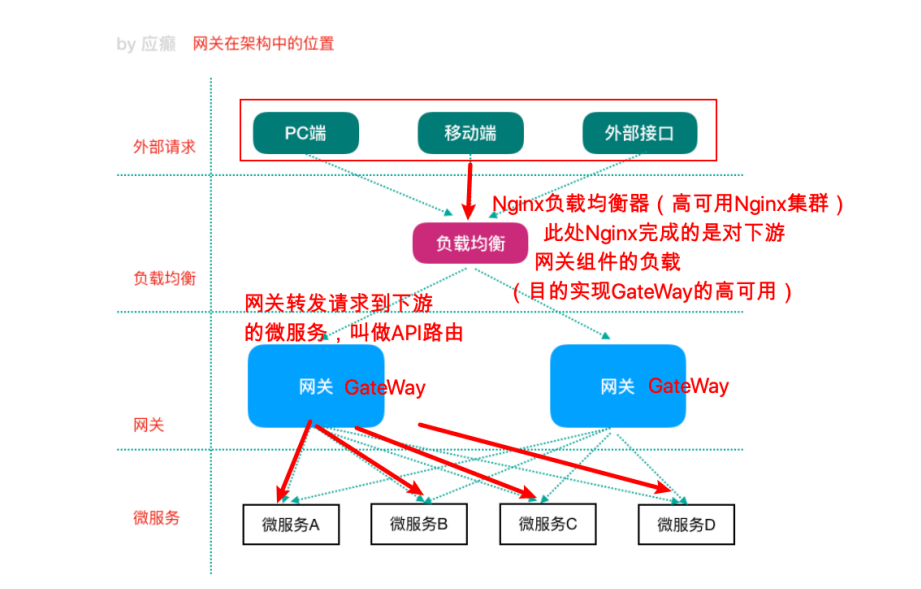 by 应癫 网关在架构中的位置
外部请求
PC端
移动端
外部接口
Nginx负载均衡器（高可用Nginx集群）
此处Nginx完成的是对下游
网关组件的负载
（目的实现GateWay的高可用）
负载均衡
负载均衡
网关转发请求到下游
的微服务，叫做API路由
网关 GateWay
网关 GateWay
网关
微服务
微服务A
微服务B
微服务C
微服务D